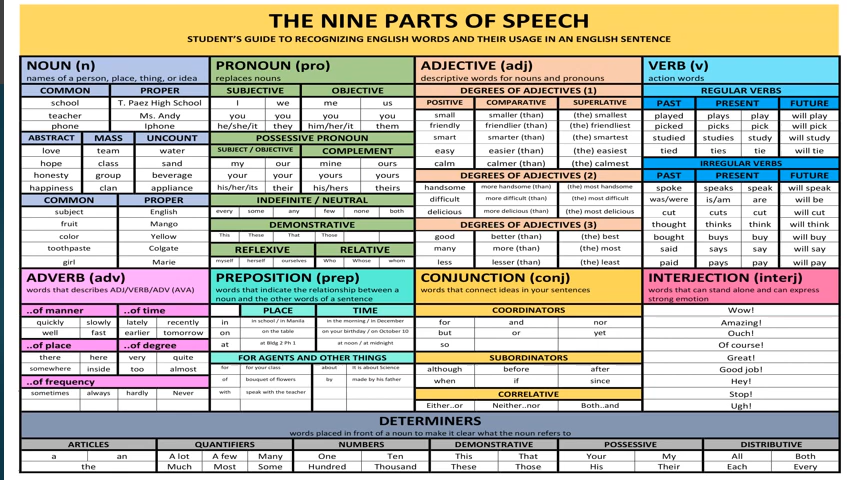 THE NINE PARTS OF SPEECH
STUDENT'S GUIDE TO RECOGNIZING ENGLISH WORDS AND THEIR USAGE IN AN ENGLISH SENTENCE
NOUN (n)
names of a person, place, thing, or idea
COMMON PROPER
school T. Paez High School
teacher Ms. Andy
phone Iphone
ABSTRACT MASS UNCOUNT
love team water
hope class sand
honesty group beverage
happiness clan appliance
COMMON PROPER
subject English
fruit Mango
color Yellow
toothpaste Colgate
girl Marie
PRONOUN (pro)
replaces nouns
SUBJECTIVE OBJECTIVE
I we me us
you you you you
he/she/it they him/her/it them
POSSESSIVE PRONOUN
SUBJECT / OBJECTIVE COMPLEMENT
my our mine ours
your your yours yours
his/her/its their his/hers theirs
INDEFINITE / NEUTRAL
every some any few none both
DEMONSTRATIVE
This These That Those
REFLEXIVE RELATIVE
myself herself ourselves Who Whose whom
ADJECTIVE (adj)
descriptive words for nouns and pronouns
DEGREES OF ADJECTIVES (1)
POSITIVE COMPARATIVE SUPERLATIVE
small smaller (than) (the) smallest
friendly friendlier (than) (the) friendliest
smart smarter (than) (the) smartest
easy easier (than) (the) easiest
calm calmer (than) (the) calmest
DEGREES OF ADJECTIVES (2)
handsome more handsome (than) (the) most handsome
difficult more difficult (than) (the) most difficult
delicious more delicious (than) (the) most delicious
DEGREES OF ADJECTIVES (3)
good better (than) (the) best
many more (than) (the) most
less lesser (than) (the) least
VERB (v)
action words
REGULAR VERBS
PAST PRESENT FUTURE
played plays play will play
picked picks pick will pick
studied studies study will study
tied ties tie will tie
IRREGULAR VERBS
PAST PRESENT FUTURE
spoke speaks speak will speak
was/were is/am are will be
cut cuts cut will cut
thought thinks think will think
bought buys buy will buy
said says say will say
paid pays pay will pay
ADVERB (adv)
words that describes ADJ/VERB/ADV (AVA)
..of manner ..of time
quickly slowly lately recently
well fast earlier tomorrow
..of place ..of degree
there here very quite
somewhere inside too almost
..of frequency
sometimes always hardly Never
PREPOSITION (prep)
words that indicate the relationship between a
noun and the other words of a sentence
PLACE TIME
in in school / in Manila in the morning / in December
on on the table on your birthday / on October 10
at at Bldg 2 Ph 1 at noon / at midnight
FOR AGENTS AND OTHER THINGS
for for your class about It is about Science
of bouquet of flowers by made by his father
with speak with the teacher
CONJUNCTION (conj)
words that connect ideas in your sentences
COORDINATORS
for and nor
but or yet
so
SUBORDINATORS
although before after
when if since
CORRELATIVE
Either..or Neither..nor Both..and
INTERJECTION (interj)
words that can stand alone and can express
strong emotion
Wow!
Amazing!
Ouch!
Of course!
Great!
Good job!
Hey!
Stop!
Ugh!
DETERMINERS
words placed in front of a noun to make it clear what the noun refers to
ARTICLES QUANTIFIERS NUMBERS DEMONSTRATIVE POSSESSIVE DISTRIBUTIVE
a an A lot A few Many One Ten This That Your My All Both
the Much Most Some Hundred Thousand These Those His Their Each Every